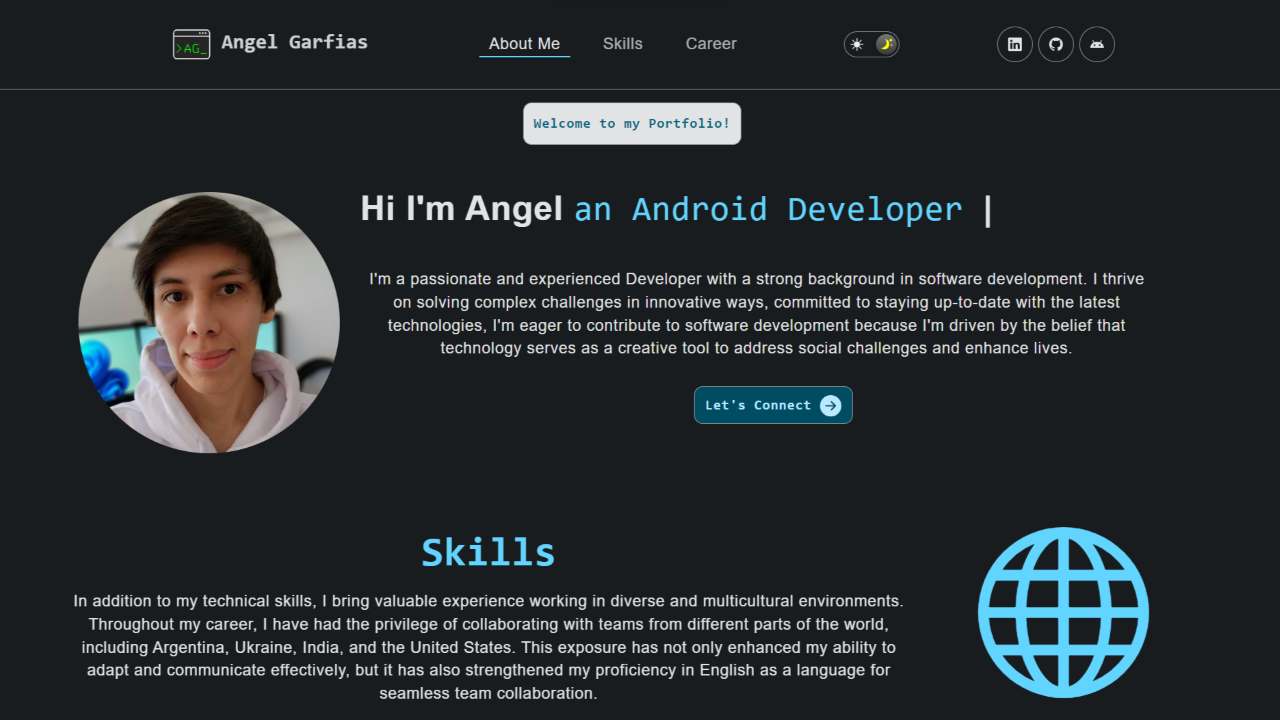 >AG_ Angel Garfias
About Me Skills Career
Welcome to my Portfolio!
Hi I'm Angel an Android Developer |
I'm a passionate and experienced Developer with a strong background in software development. I thrive
on solving complex challenges in innovative ways, committed to staying up-to-date with the latest
technologies, I'm eager to contribute to software development because I'm driven by the belief that
technology serves as a creative tool to address social challenges and enhance lives.
Let's Connect
Skills
In addition to my technical skills, I bring valuable experience working in diverse and multicultural environments.
Throughout my career, I have had the privilege of collaborating with teams from different parts of the world,
including Argentina, Ukraine, India, and the United States. This exposure has not only enhanced my ability to
adapt and communicate effectively, but it has also strengthened my proficiency in English as a language for
seamless team collaboration.